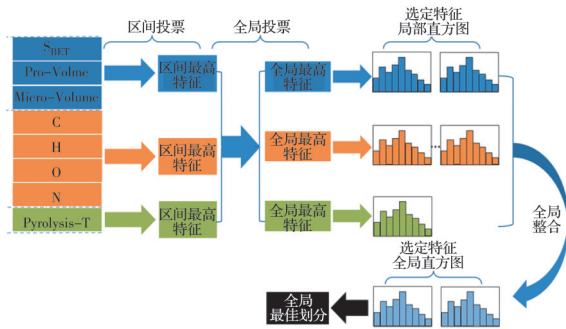 区间投票
全局投票
选定特征
局部直方图
S_BET
Pro-Volme
Micro-Volume
C
H
O
N
Pyrolysis-T
区间最高
特征
区间最高
特征
区间最高
特征
全局最高
特征
全局最高
特征
全局最高
特征
...
全局
整合
选定特征
全局直方图
全局
最佳划分